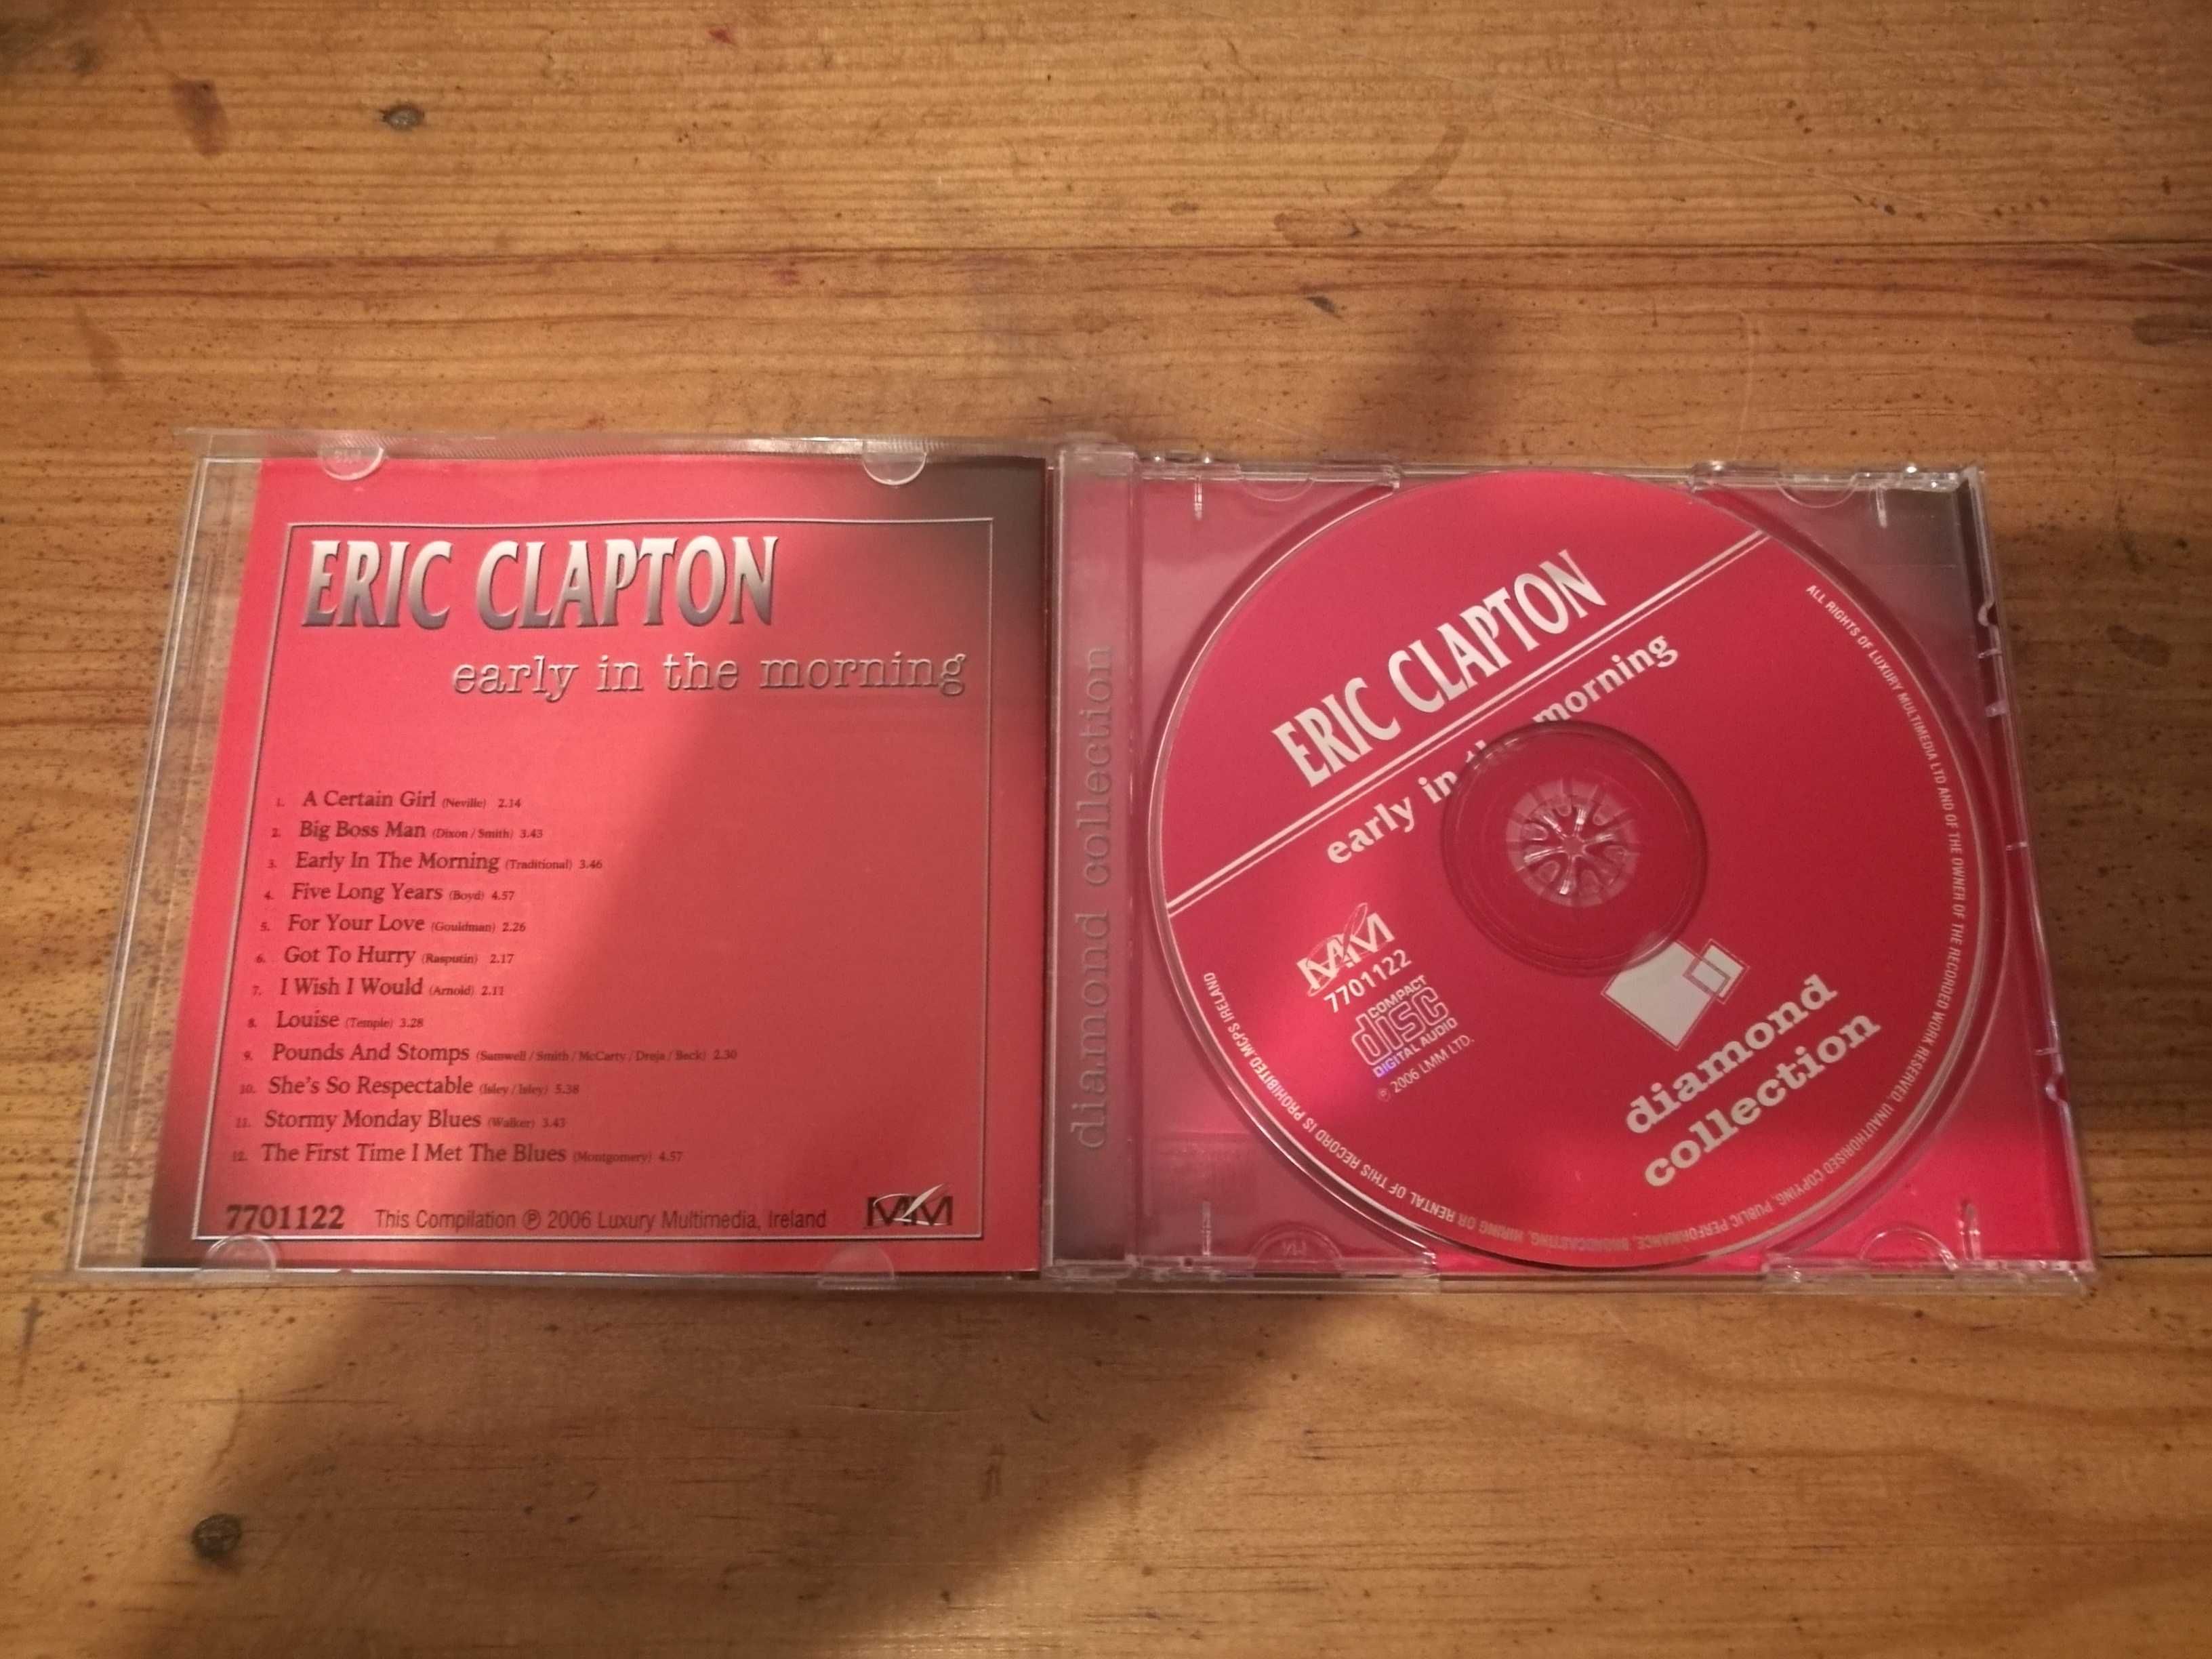 ERIC CLAPTON
early in the morning
1. A Certain Girl (Neville) 2.14
2. Big Boss Man (Dixon / Smith) 3.43
3. Early In The Morning (Traditional) 3.46
4. Five Long Years (Boyd) 4.57
5. For Your Love (Gouldman) 2.26
6. Got To Hurry (Rasputin) 2.17
7. I Wish I Would (Arnold) 2.11
8. Louise (Temple) 3.28
9. Pounds And Stomps (Samwell / Smith / McCarty / Dreja / Beck) 2.30
10. She's So Respectable (Isley / Isley) 5.38
11. Stormy Monday Blues (Walker) 3.43
12. The First Time I Met The Blues (Montgomery) 4.57
7701122 This Compilation ℗ 2006 Luxury Multimedia, Ireland LMM
diamond collection
ERIC CLAPTON
early in the morning
LMM
7701122
COMPACT
disc
DIGITAL AUDIO
℗ 2006 LMM LTD.
diamond
collection
ALL RIGHTS OF LUXURY MULTIMEDIA LTD AND OF THE OWNER OF THE RECORDED WORK RESERVED. UNAUTHORISED COPYING, PUBLIC PERFORMANCE, BROADCASTING, HIRING OR RENTAL OF THIS RECORD IS PROHIBITED.MCPS IRELAND